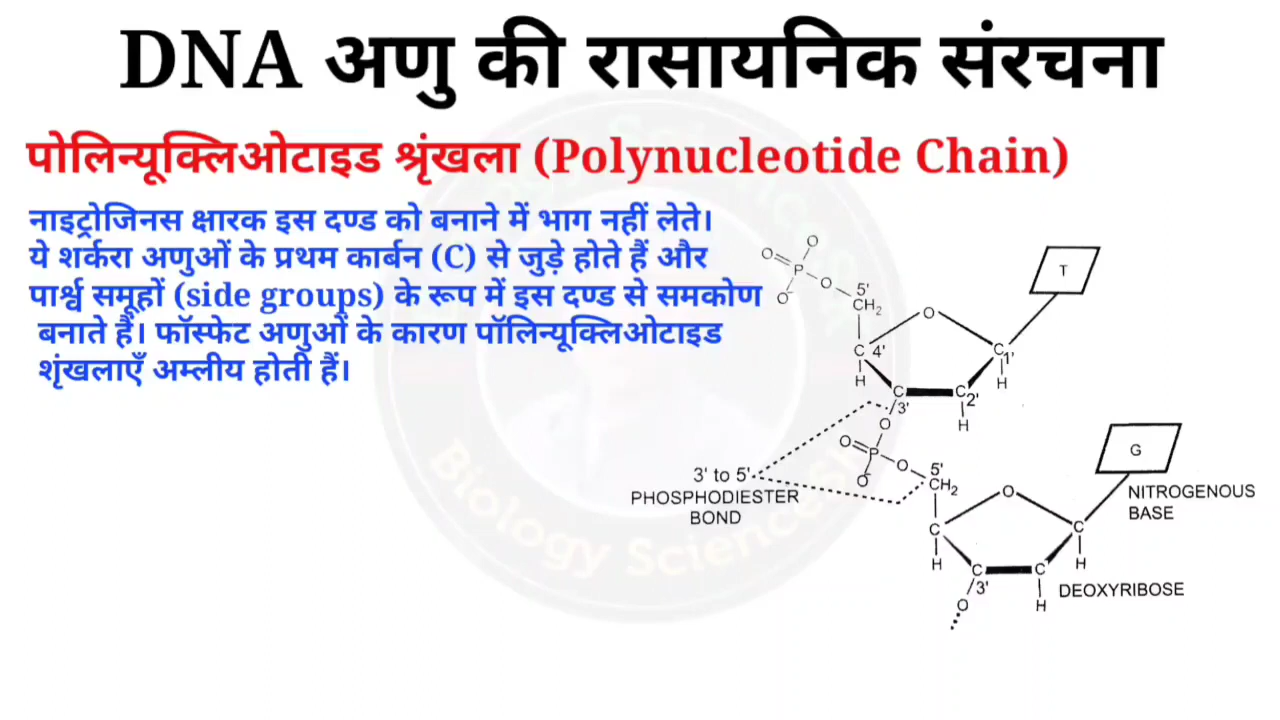 DNA अणु की रासायनिक संरचना
पोलिन्यूक्लिओटाइड श्रृंखला (Polynucleotide Chain)
नाइट्रोजिनस क्षारक इस दण्ड को बनाने में भाग नहीं लेते।
ये शर्करा अणुओं के प्रथम कार्बन (C) से जुड़े होते हैं और
पार्श्व समूहों (side groups) के रूप में इस दण्ड से समकोण
बनाते हैं। फॉस्फेट अणुओं के कारण पॉलिन्यूक्लिओटाइड
शृंखलाएँ अम्लीय होती हैं।
O
O P O 5'
O- CH2
O
T
C 4' C 1'
H H
C 3' C 2'
H
O
O P O 5'
O- CH2
3' to 5'
PHOSPHODIESTER
BOND
O
G
NITROGENOUS
BASE
C C
H H
C 3' C
H
DEOXYRIBOSE
O
Biology Science